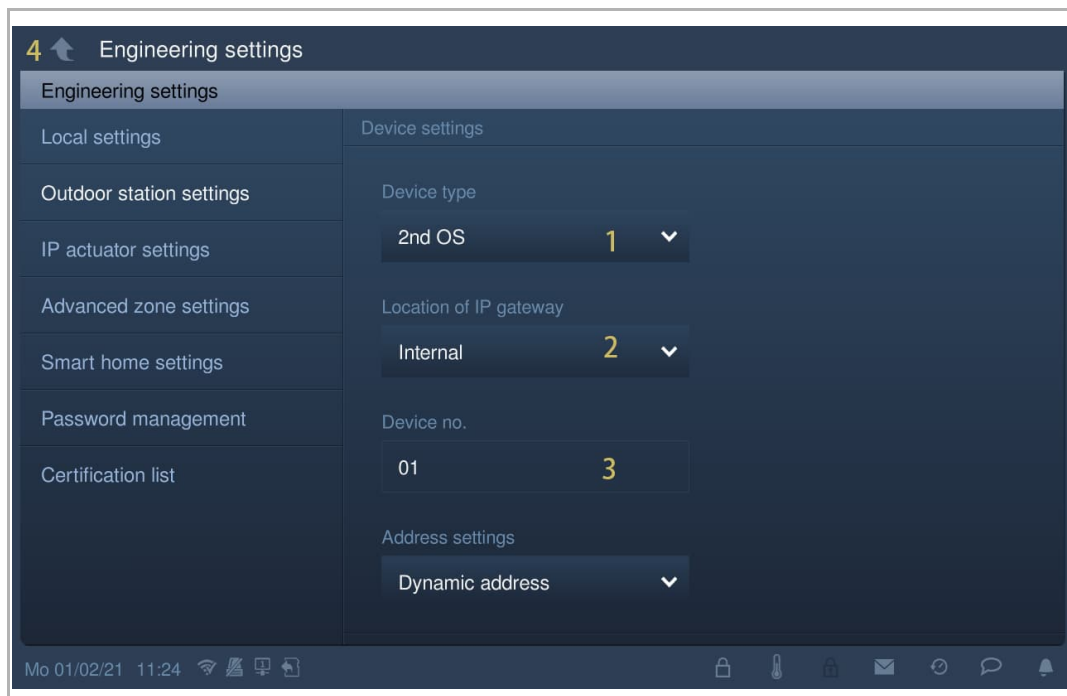 4 Engineering settings
Engineering settings
Local settings
Outdoor station settings
IP actuator settings
Advanced zone settings
Smart home settings
Password management
Certification list
Device settings
Device type
2nd OS 1
Location of IP gateway
Internal 2
Device no.
01 3
Address settings
Dynamic address
Mo 01/02/21 11:24